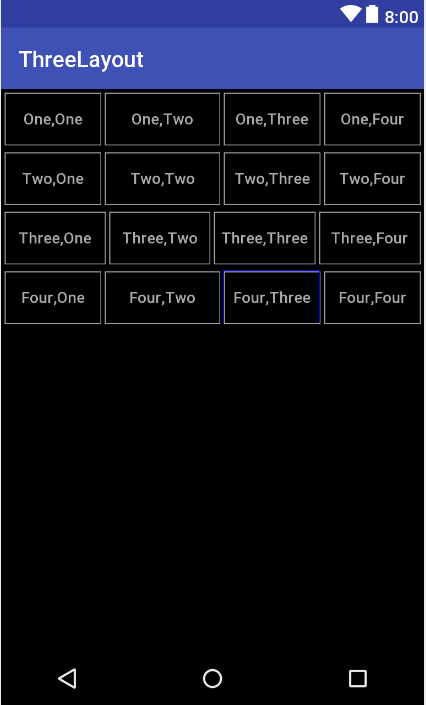 8:00
ThreeLayout
One,One One,Two One,Three One,Four
Two,One Two,Two Two,Three Two,Four
Three,One Three,Two Three,Three Three,Four
Four,One Four,Two Four,Three Four,Four